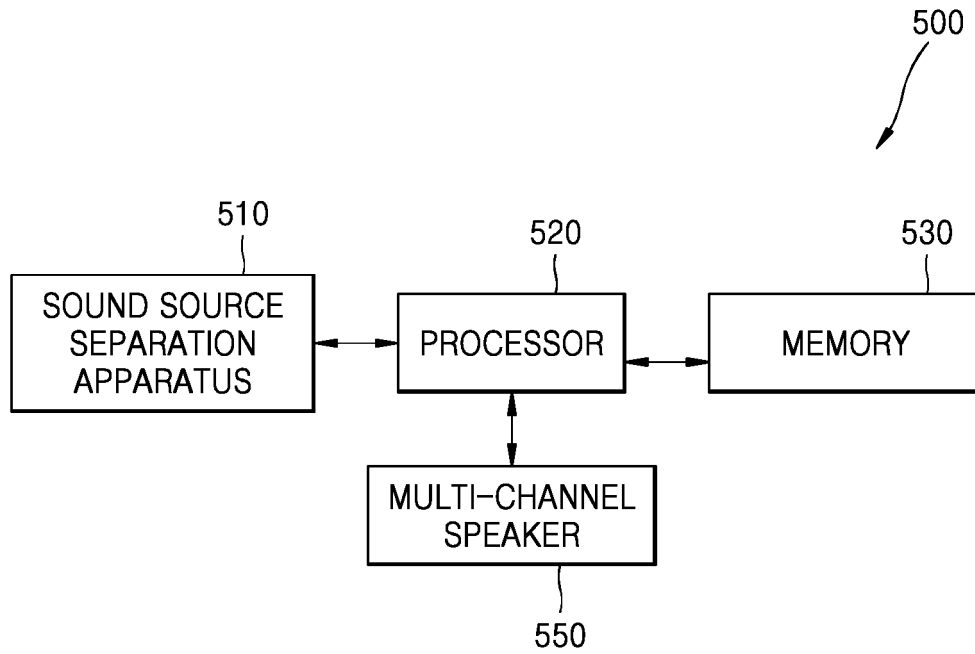 500
510
520
530
SOUND SOURCE
SEPARATION
APPARATUS
PROCESSOR
MEMORY
MULTI-CHANNEL
SPEAKER
550